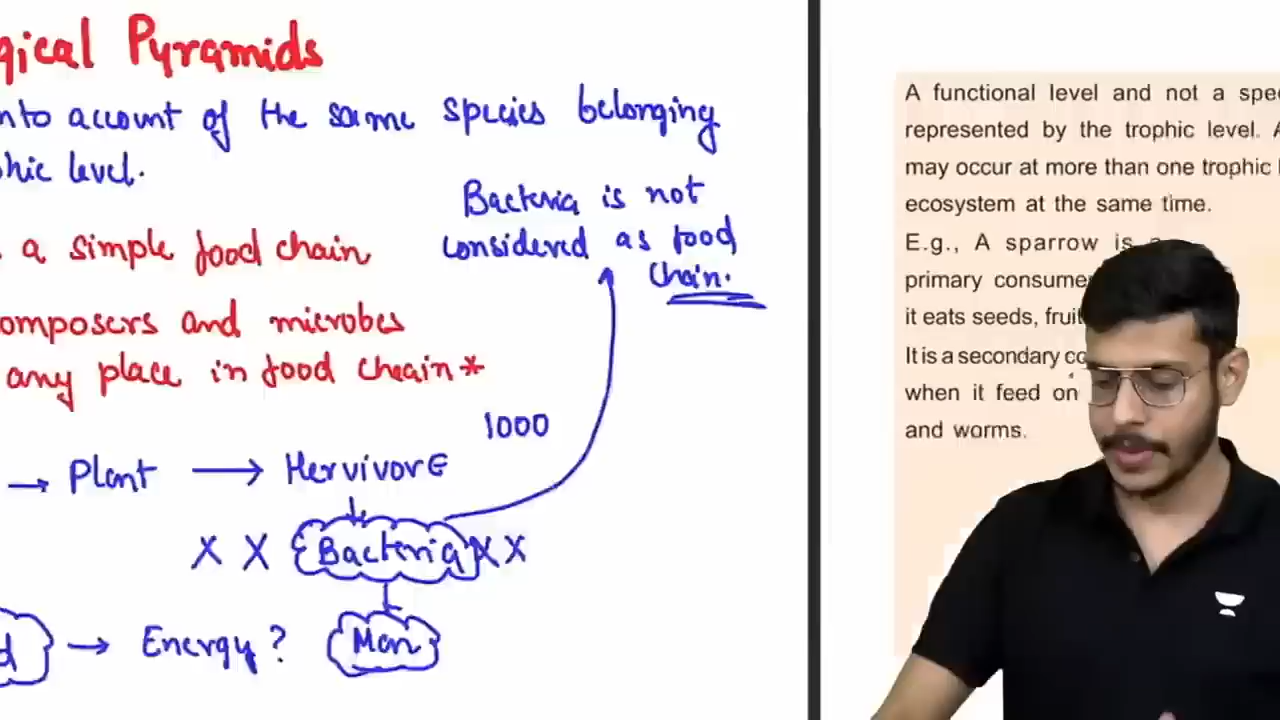 gical Pyramids
nto account of the same species belonging
hic level.
Bacteria is not
considered as food
chain.
a simple food chain
omposers and microbes
any place in food chain*
1000
→ Plant → Hervivore
X X Bacteria X X
Man
d → Energy?
A functional level and not a spe
represented by the trophic level. A
may occur at more than one trophic l
ecosystem at the same time.
E.g., A sparrow is a
primary consume
it eats seeds, fruit
It is a secondary co
when it feed on
and worms.